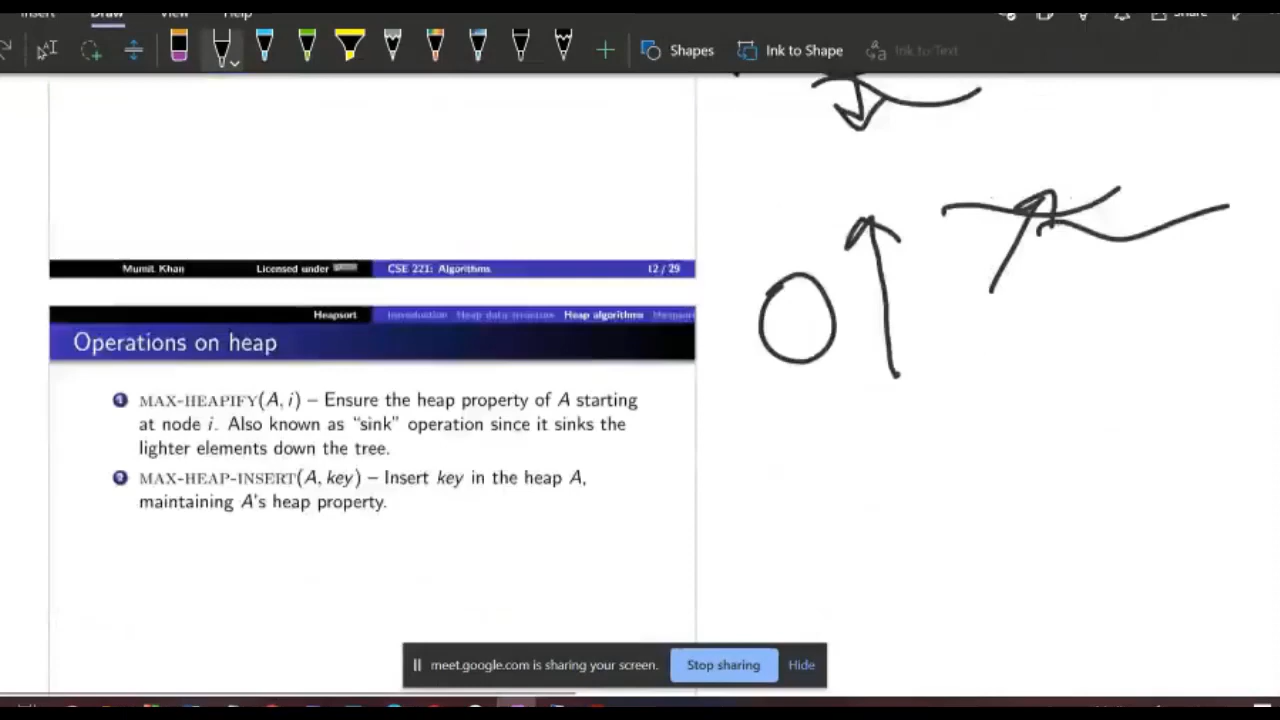 Insert Draw View Help
Share
Shapes Ink to Shape Ink to Text
Mumit Khan Licensed under CSE 221: Algorithms 12 / 29
Heapsort Introduction Heap data structure Heap algorithm Heapsort
Operations on heap
1 MAX-HEAPIFY(A, i) – Ensure the heap property of A starting
at node i. Also known as “sink” operation since it sinks the
lighter elements down the tree.
2 MAX-HEAP-INSERT(A, key) – Insert key in the heap A,
maintaining A's heap property.
meet.google.com is sharing your screen. Stop sharing Hide